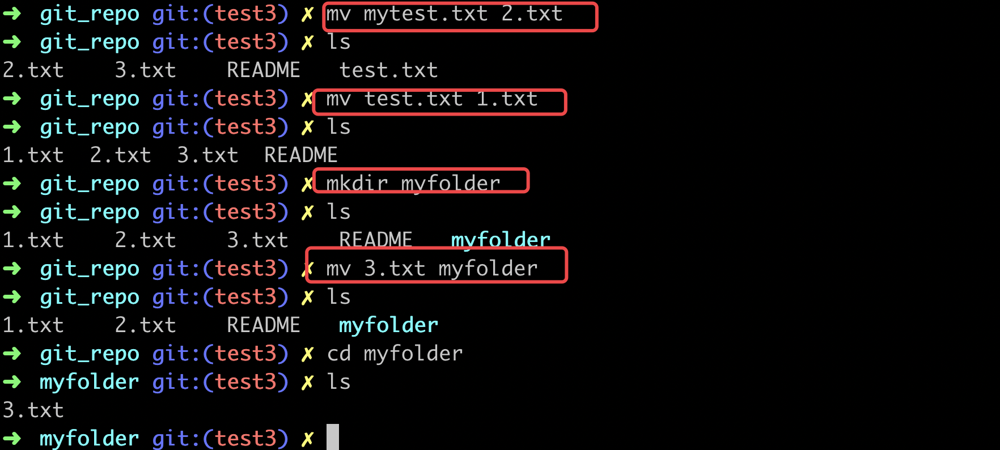 ➜ git_repo git:(test3) ✗ mv mytest.txt 2.txt
➜ git_repo git:(test3) ✗ ls
2.txt 3.txt README test.txt
➜ git_repo git:(test3) ✗ mv test.txt 1.txt
➜ git_repo git:(test3) ✗ ls
1.txt 2.txt 3.txt README
➜ git_repo git:(test3) ✗ mkdir myfolder
➜ git_repo git:(test3) ✗ ls
1.txt 2.txt 3.txt README myfolder
➜ git_repo git:(test3) ✗ mv 3.txt myfolder
➜ git_repo git:(test3) ✗ ls
1.txt 2.txt README myfolder
➜ git_repo git:(test3) ✗ cd myfolder
➜ myfolder git:(test3) ✗ ls
3.txt
➜ myfolder git:(test3) ✗